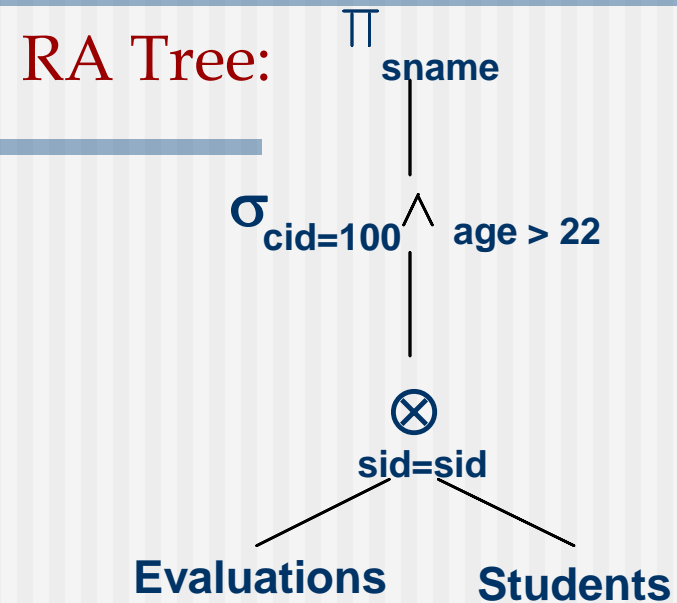 RA Tree:
∏ sname
σ cid=100 ∧ age > 22
⊗
sid=sid
Evaluations Students